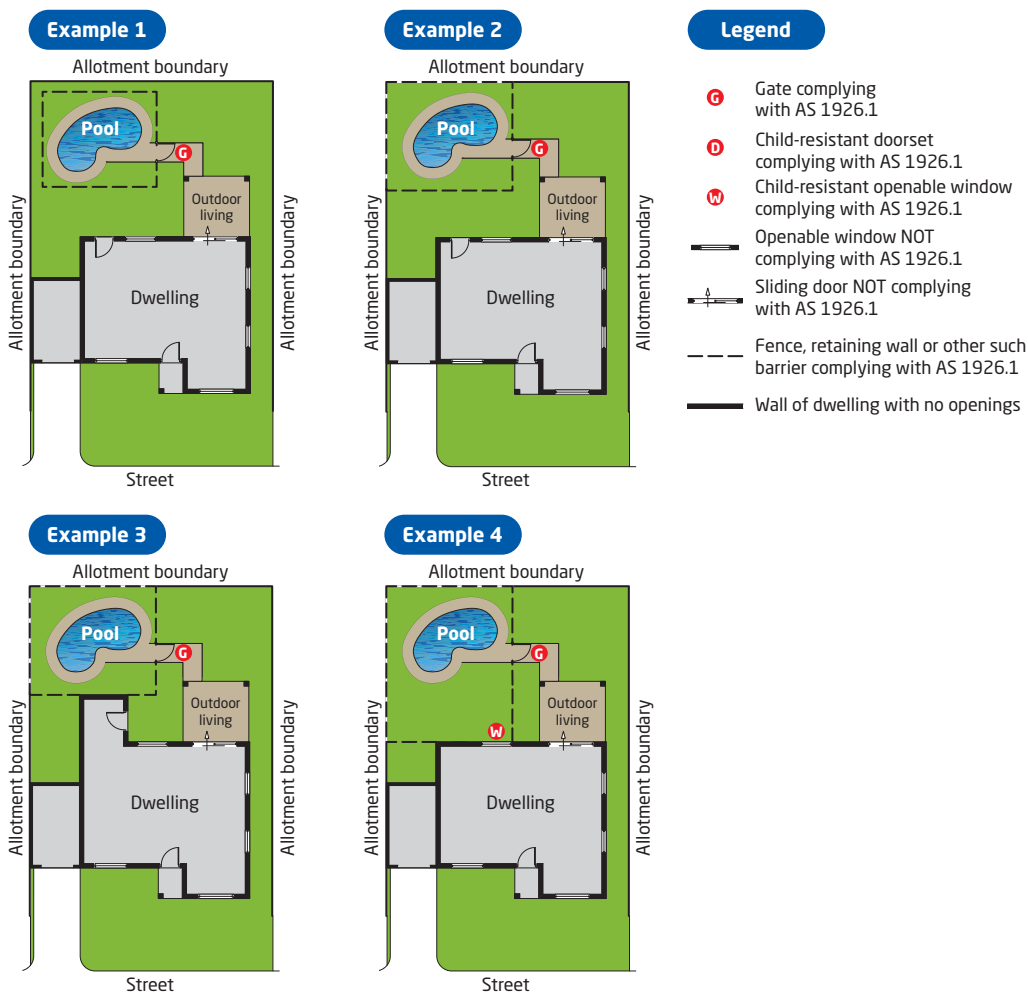 Example 1
Allotment boundary
Pool
G
Outdoor
living
Allotment boundary
Dwelling
Allotment boundary
Street
Example 2
Allotment boundary
Pool
G
Outdoor
living
Allotment boundary
Dwelling
Allotment boundary
Street
Legend
G Gate complying
with AS 1926.1
D Child-resistant doorset
complying with AS 1926.1
W Child-resistant openable window
complying with AS 1926.1
Openable window NOT
complying with AS 1926.1
Sliding door NOT complying
with AS 1926.1
Fence, retaining wall or other such
barrier complying with AS 1926.1
Wall of dwelling with no openings
Example 3
Allotment boundary
Pool
G
Outdoor
living
Allotment boundary
Dwelling
Allotment boundary
Street
Example 4
Allotment boundary
Pool
G
Outdoor
living
W
Allotment boundary
Dwelling
Allotment boundary
Street